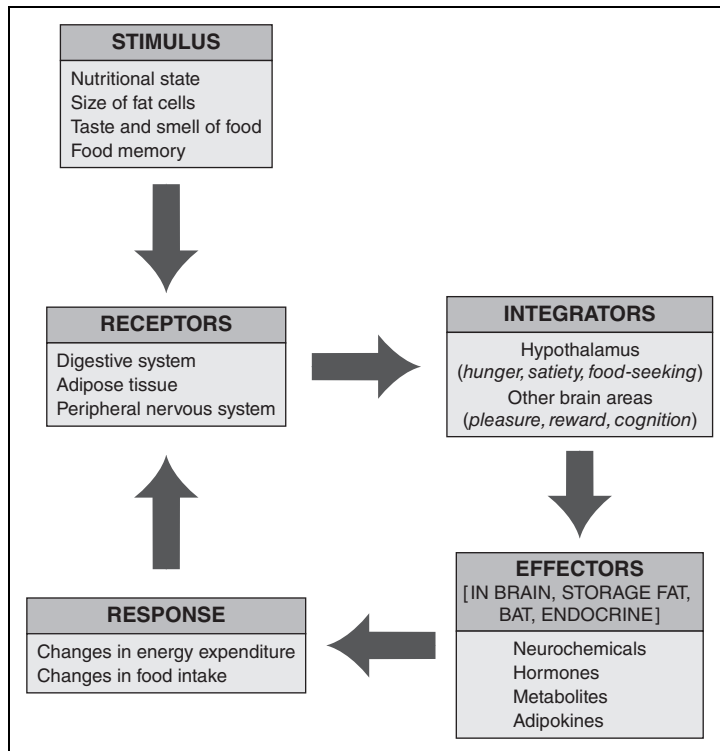 STIMULUS
Nutritional state
Size of fat cells
Taste and smell of food
Food memory
RECEPTORS
Digestive system
Adipose tissue
Peripheral nervous system
INTEGRATORS
Hypothalamus
(hunger, satiety, food-seeking)
Other brain areas
(pleasure, reward, cognition)
EFFECTORS
[IN BRAIN, STORAGE FAT,
BAT, ENDOCRINE]
Neurochemicals
Hormones
Metabolites
Adipokines
RESPONSE
Changes in energy expenditure
Changes in food intake